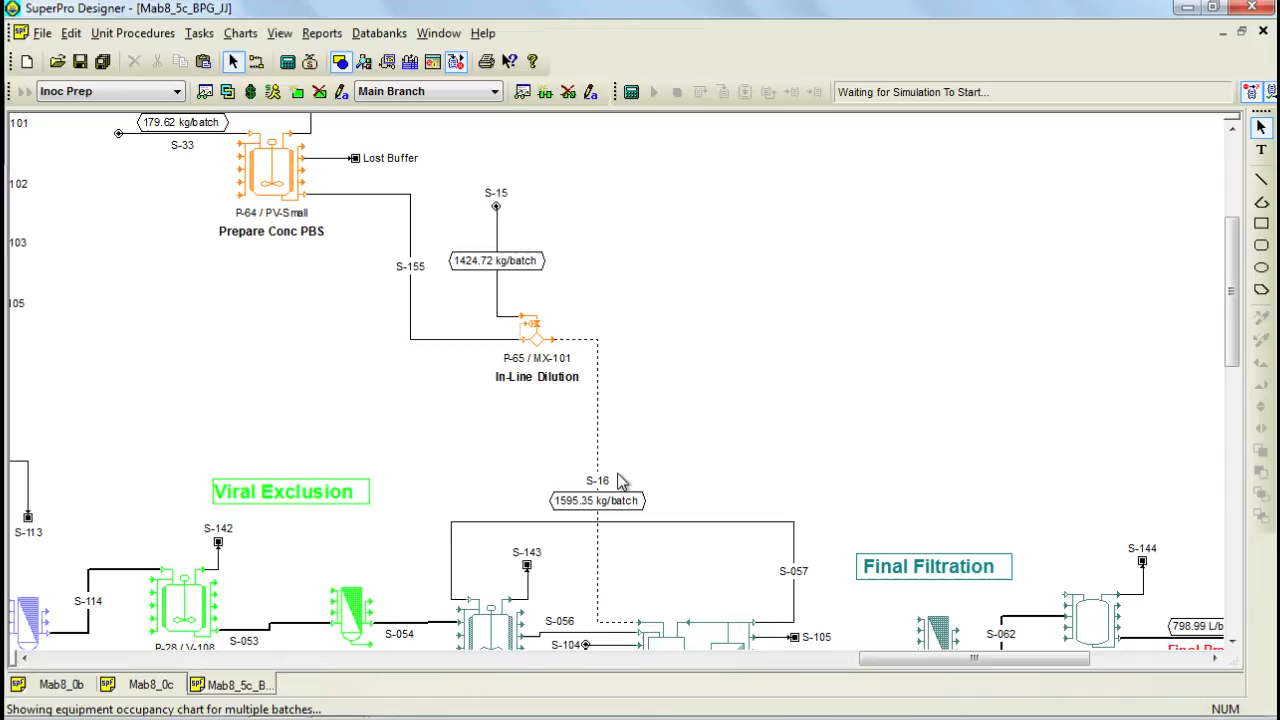 SuperPro Designer - [Mab8_5c_BPG_JJ]
File Edit Unit Procedures Tasks Charts View Reports Databanks Window Help
Inoc Prep
Main Branch
Waiting for Simulation To Start...
101
179.62 kg/batch
S-33
Lost Buffer
102
S-15
P-64 / PV-Small
Prepare Conc PBS
103
1424.72 kg/batch
S-155
105
P-65 / MX-101
In-Line Dilution
S-16
1595.35 kg/batch
Viral Exclusion
S-113
S-142
S-143
S-057
Final Filtration
S-144
S-114
S-053
S-054
S-056
S-104
S-105
S-062
798.99 L/b
P-28 / V-108
Mab8_0b
Mab8_0c
Mab8_5c_B...
Showing equipment occupancy chart for multiple batches...
NUM